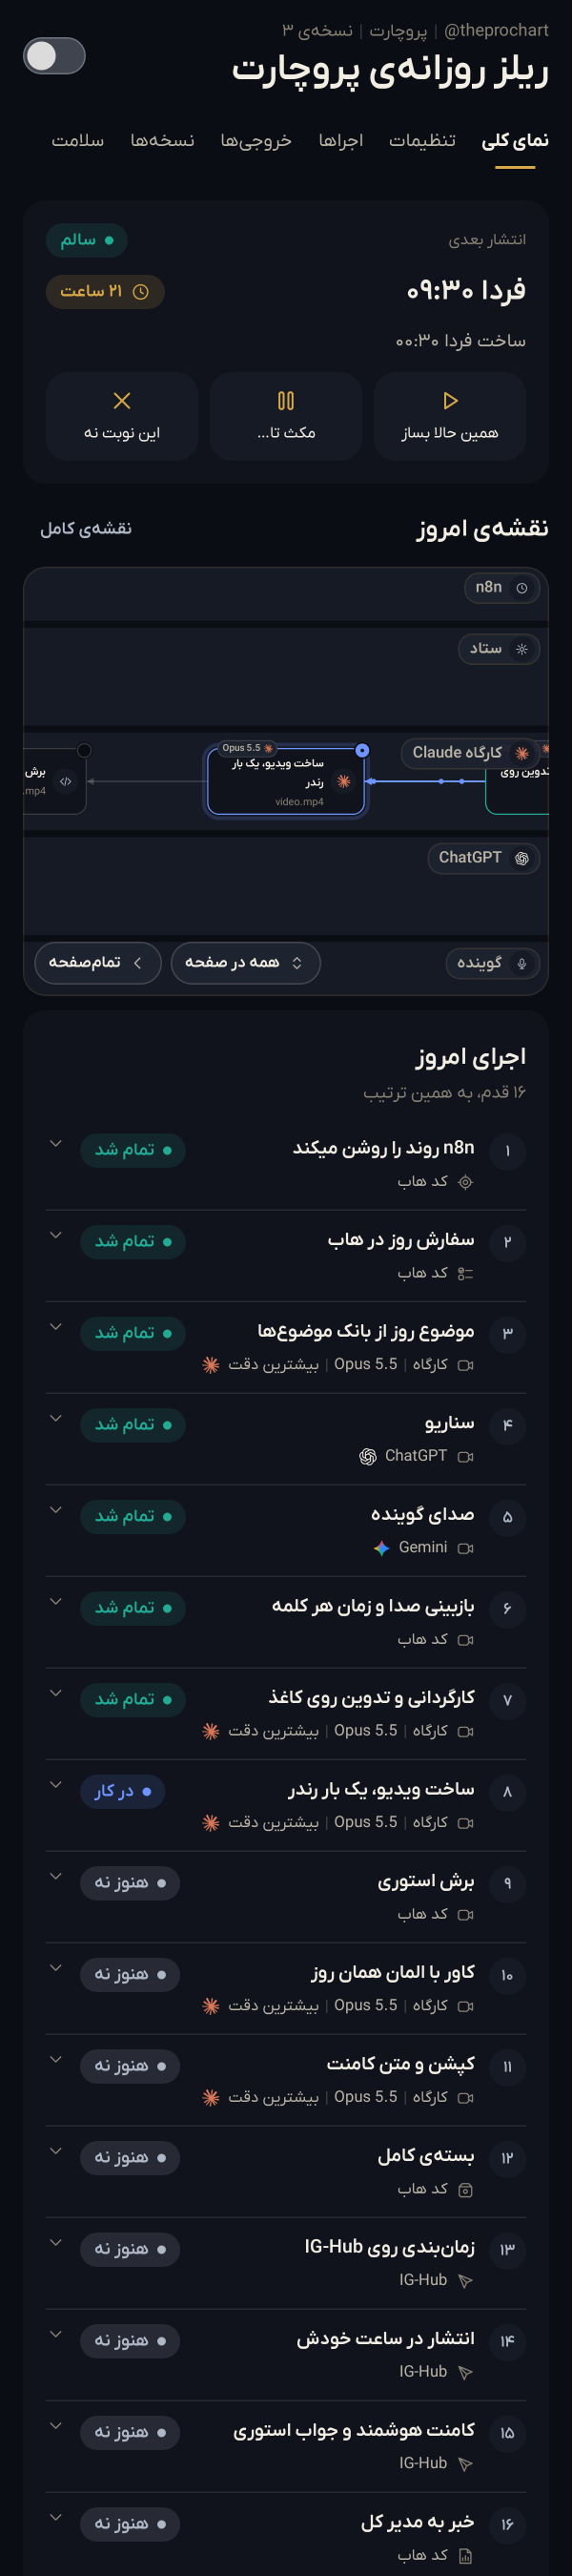 @theprochart | پروچارت | نسخه‌ی ۳
ریلز روزانه‌ی پروچارت
نمای کلی تنظیمات اجراها خروجی‌ها نسخه‌ها سلامت
انتشار بعدی
سالم
فردا ۰۹:۳۰
۲۱ ساعت
ساخت فردا ۰۰:۳۰
همین حالا بساز
مکث تا...
این نوبت نه
نقشه‌ی امروز
نقشه‌ی کامل
n8n
ستاد
کارگاه Claude
تدوین روی
Opus 5.5
ساخت ویدیو، یک بار
رندر
video.mp4
برش
.mp4
ChatGPT
گوینده
همه در صفحه
تمام‌صفحه
اجرای امروز
۱۶ قدم، به همین ترتیب
۱
n8n روند را روشن میکند
تمام شد
کد هاب
۲
سفارش روز در هاب
تمام شد
کد هاب
۳
موضوع روز از بانک موضوع‌ها
تمام شد
کارگاه | Opus 5.5 | بیشترین دقت
۴
سناریو
تمام شد
ChatGPT
۵
صدای گوینده
تمام شد
Gemini
۶
بازبینی صدا و زمان هر کلمه
تمام شد
کد هاب
۷
کارگردانی و تدوین روی کاغذ
تمام شد
کارگاه | Opus 5.5 | بیشترین دقت
۸
ساخت ویدیو، یک بار رندر
در کار
کارگاه | Opus 5.5 | بیشترین دقت
۹
برش استوری
هنوز نه
کد هاب
۱۰
کاور با المان همان روز
هنوز نه
کارگاه | Opus 5.5 | بیشترین دقت
۱۱
کپشن و متن کامنت
هنوز نه
کارگاه | Opus 5.5 | بیشترین دقت
۱۲
بسته‌ی کامل
هنوز نه
کد هاب
۱۳
زمان‌بندی روی IG-Hub
هنوز نه
IG-Hub
۱۴
انتشار در ساعت خودش
هنوز نه
IG-Hub
۱۵
کامنت هوشمند و جواب استوری
هنوز نه
IG-Hub
۱۶
خبر به مدیر کل
هنوز نه
کد هاب